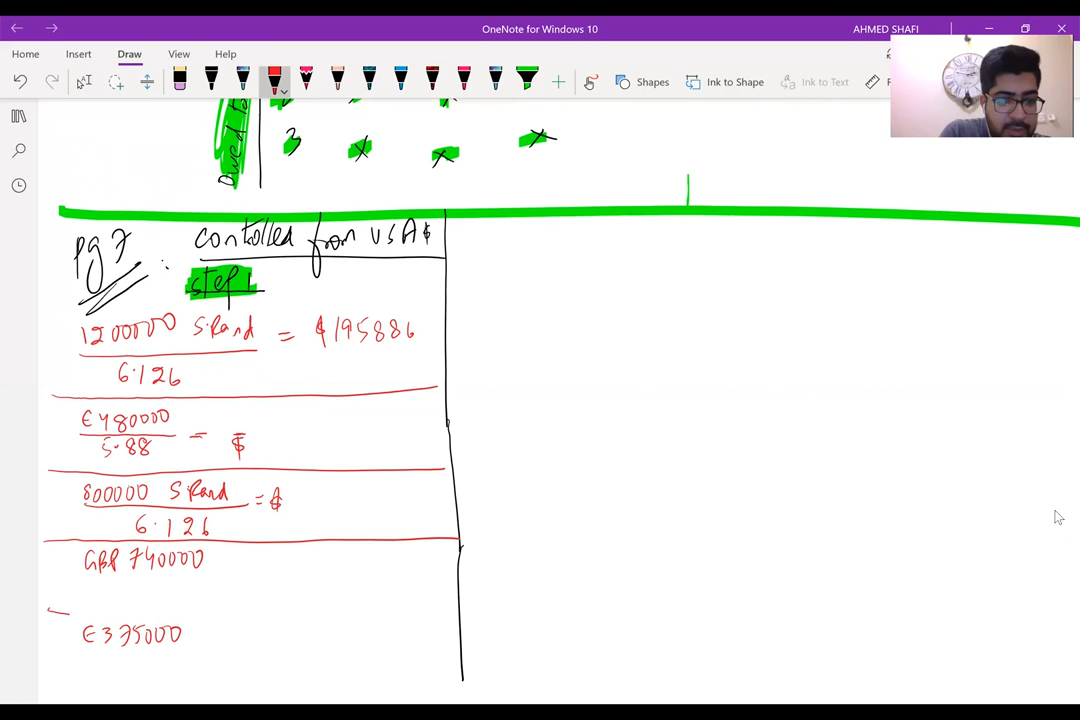 OneNote for Windows 10
AHMED SHAFI
Home Insert Draw View Help
Shapes
Ink to Shape
Ink to Text
Owed
3 x x x
Pg 7 : controlled from USA $
Step 1
1200000 S.Rand = $195886
6.126
€480000 = $
5.88
800000 S.Rand = $
6.126
GBP 740000
€375000